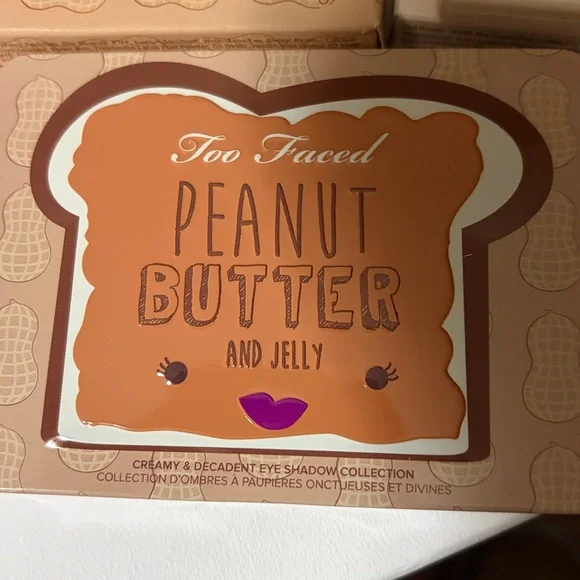 Too Faced
PEANUT
BUTTER
AND JELLY
CREAMY & DECADENT EYE SHADOW COLLECTION
COLLECTION D'OMBRES À PAUPIÈRES ONCTUEUSES ET DIVINES